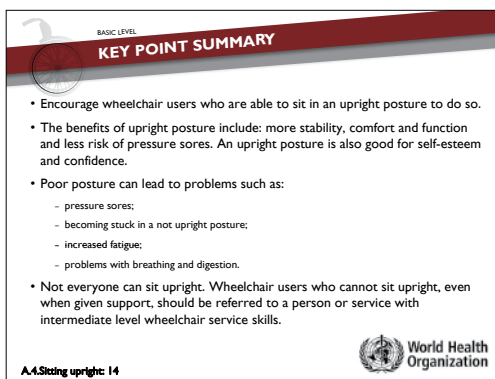 BASIC LEVEL
KEY POINT SUMMARY
• Encourage wheelchair users who are able to sit in an upright posture to do so.
• The benefits of upright posture include: more stability, comfort and function
and less risk of pressure sores. An upright posture is also good for self-esteem
and confidence.
• Poor posture can lead to problems such as:
– pressure sores;
– becoming stuck in a not upright posture;
– increased fatigue;
– problems with breathing and digestion.
• Not everyone can sit upright. Wheelchair users who cannot sit upright, even
when given support, should be referred to a person or service with
intermediate level wheelchair service skills.
World Health
Organization
A.4.Sitting upright: 14